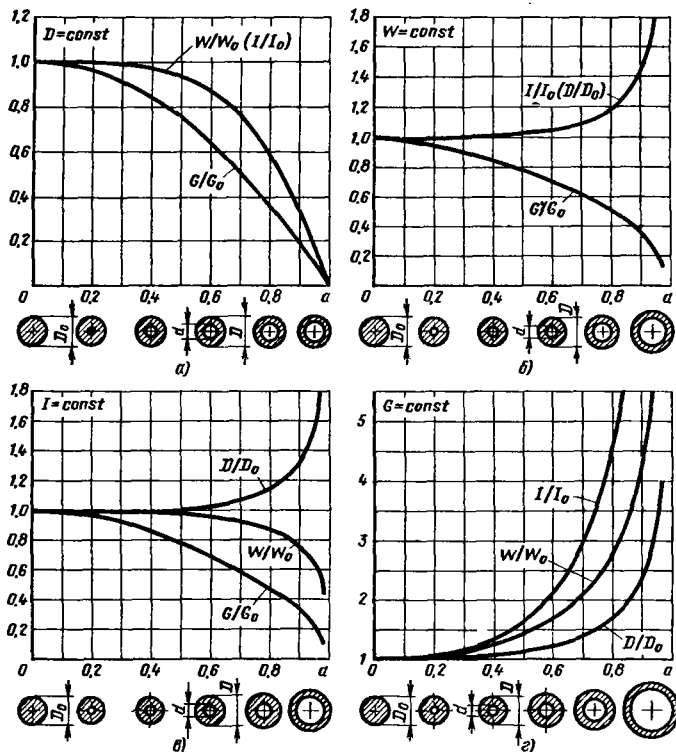 1,2
D=const
1,0
W/W₀ (I/I₀)
0,8
0,6
G/G₀
0,4
0,2
0 0,2 0,4 0,6 0,8 a
D₀ d D
а)
1,8
W=const
1,6
1,4
I/I₀(D/D₀)
1,2
1,0
0,8
0,6
G/G₀
0,4
0,2
0 0,2 0,4 0,6 0,8 a
D₀ d D
б)
1,8
I=const
1,6
1,4
D/D₀
1,2
1,0
0,8
W/W₀
0,6
0,4
G/G₀
0,2
0 0,2 0,4 0,6 0,8 a
D₀ d D
в)
G=const
5
4
I/I₀
3
W/W₀
2
D/D₀
1
0 0,2 0,4 0,6 0,8 a
D₀ d D
г)